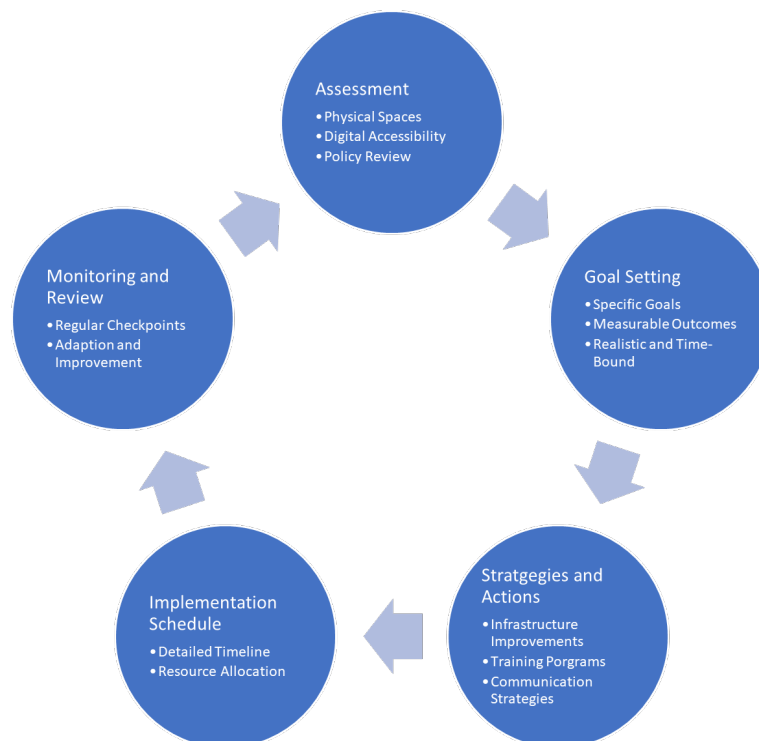 Assessment
• Physical Spaces
• Digital Accessibility
• Policy Review
Goal Setting
• Specific Goals
• Measurable Outcomes
• Realistic and Time-
Bound
Stratgegies and
Actions
• Infrastructure
Improvements
• Training Porgrams
• Communication
Strategies
Implementation
Schedule
• Detailed Timeline
• Resource Allocation
Monitoring and
Review
• Regular Checkpoints
• Adaption and
Improvement